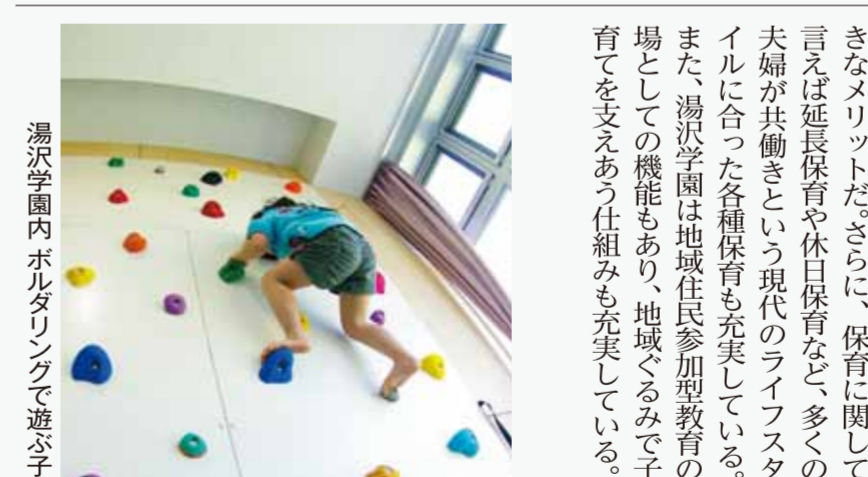 きなメリットだ。さらに、保育に関して
言えば延長保育や休日保育など、多くの
夫婦が共働きという現代のライフスタ
イルに合った各種保育も充実している。
また、湯沢学園は地域住民参加型教育の
場としての機能もあり、地域ぐるみで子
育てを支えあう仕組みも充実している。
湯沢学園内 ボルダリングで遊ぶ子